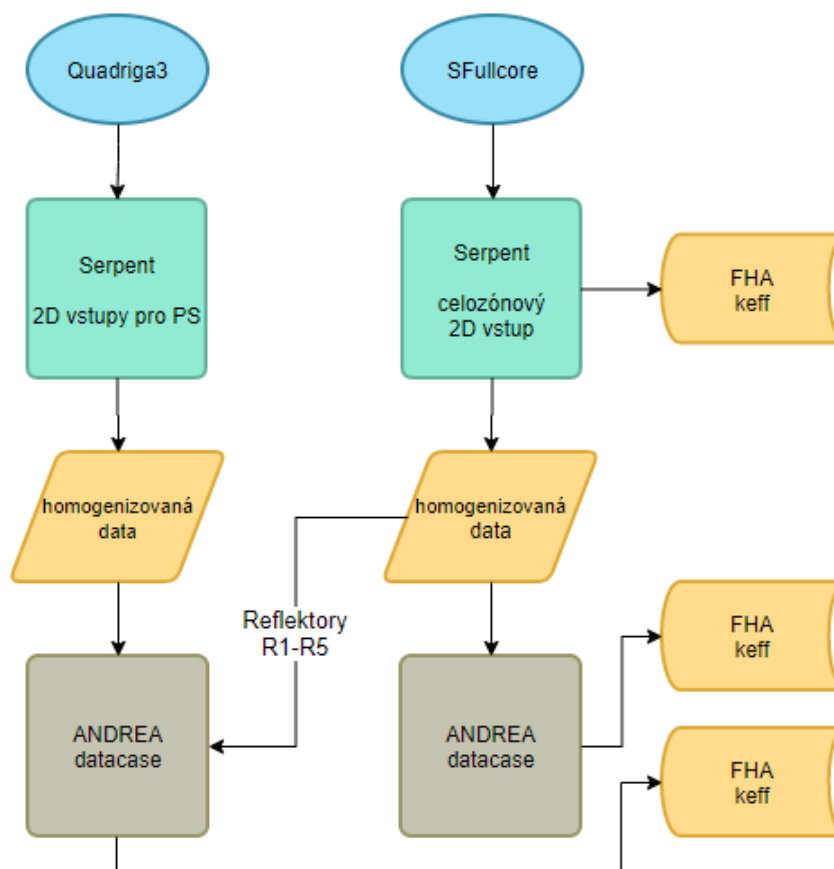 Quadriga3
SFullcore
Serpent
2D vstupy pro PS
Serpent
celozónový
2D vstup
FHA
keff
homogenizovaná
data
homogenizovaná
data
Reflektory
R1-R5
FHA
keff
ANDREA
datacase
ANDREA
datacase
FHA
keff